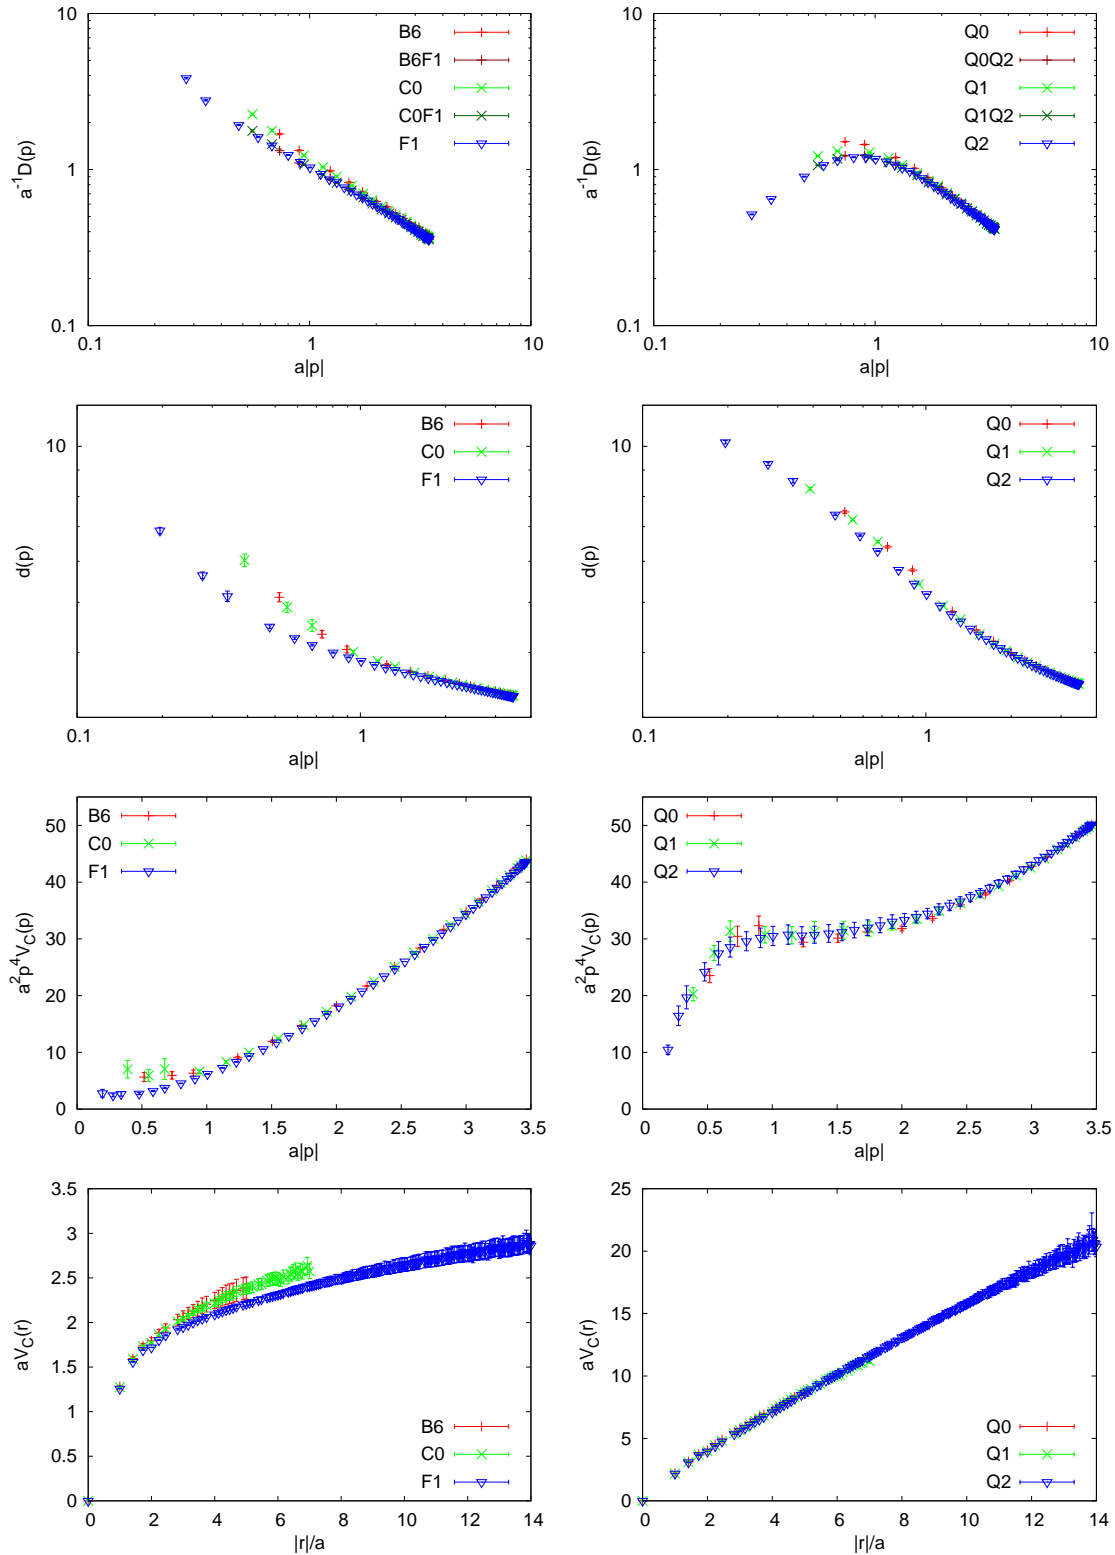 10
1
0.1
a⁻¹D(p)
0.1
1
10
a|p|
B6
B6F1
C0
C0F1
F1
10
1
0.1
a⁻¹D(p)
0.1
1
10
a|p|
Q0
Q0Q2
Q1
Q1Q2
Q2
10
d(p)
0.1
1
a|p|
B6
C0
F1
10
d(p)
0.1
1
a|p|
Q0
Q1
Q2
50
40
30
20
10
0
a²p⁴V_C(p)
0 0.5 1 1.5 2 2.5 3 3.5
a|p|
B6
C0
F1
50
40
30
20
10
0
a²p⁴V_C(p)
0 0.5 1 1.5 2 2.5 3 3.5
a|p|
Q0
Q1
Q2
3.5
3
2.5
2
1.5
1
0.5
0
aV_C(r)
0 2 4 6 8 10 12 14
|r|/a
B6
C0
F1
25
20
15
10
5
0
aV_C(r)
0 2 4 6 8 10 12 14
|r|/a
Q0
Q1
Q2